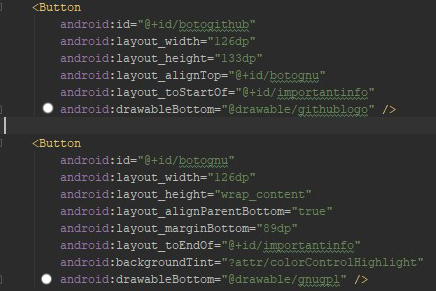 <Button
android:id="@+id/botogithub"
android:layout_width="126dp"
android:layout_height="133dp"
android:layout_alignTop="@+id/botognu"
android:layout_toStartOf="@+id/importantinfo"
android:drawableBottom="@drawable/githublogo" />
<Button
android:id="@+id/botognu"
android:layout_width="126dp"
android:layout_height="wrap_content"
android:layout_alignParentBottom="true"
android:layout_marginBottom="89dp"
android:layout_toEndOf="@+id/importantinfo"
android:backgroundTint="?attr/colorControlHighlight"
android:drawableBottom="@drawable/gnugpl" />